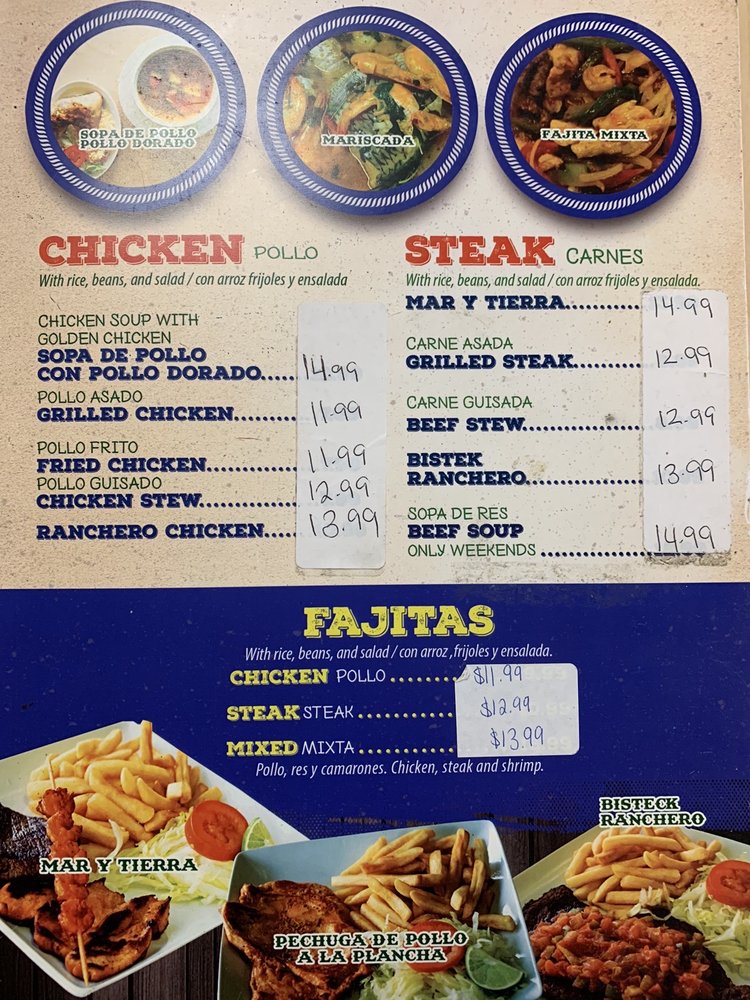 SOPA DE POLLO
POLLO DORADO
MARISCADA
FAJITA MIXTA
CHICKEN POLLO
With rice, beans, and salad / con arroz frijoles y ensalada
CHICKEN SOUP WITH
GOLDEN CHICKEN
SOPA DE POLLO
CON POLLO DORADO..... 14.99
POLLO ASADO
GRILLED CHICKEN......... 11.99
POLLO FRITO
FRIED CHICKEN............. 11.99
POLLO GUISADO
CHICKEN STEW.............. 12.99
RANCHERO CHICKEN..... 13.99
STEAK CARNES
With rice, beans, and salad / con arroz frijoles y ensalada.
MAR Y TIERRA............ 14.99
CARNE ASADA
GRILLED STEAK........... 12.99
CARNE GUISADA
BEEF STEW.................. 12.99
BISTEK
RANCHERO.................. 13.99
SOPA DE RES
BEEF SOUP
ONLY WEEKENDS ................ 14.99
FAJITAS
With rice, beans, and salad / con arroz ,frijoles y ensalada.
CHICKEN POLLO ......... $11.99
STEAK STEAK ............. $12.99
MIXED MIXTA ............. $13.99
Pollo, res y camarones. Chicken, steak and shrimp.
MAR Y TIERRA
PECHUGA DE POLLO
A LA PLANCHA
BISTECK
RANCHERO